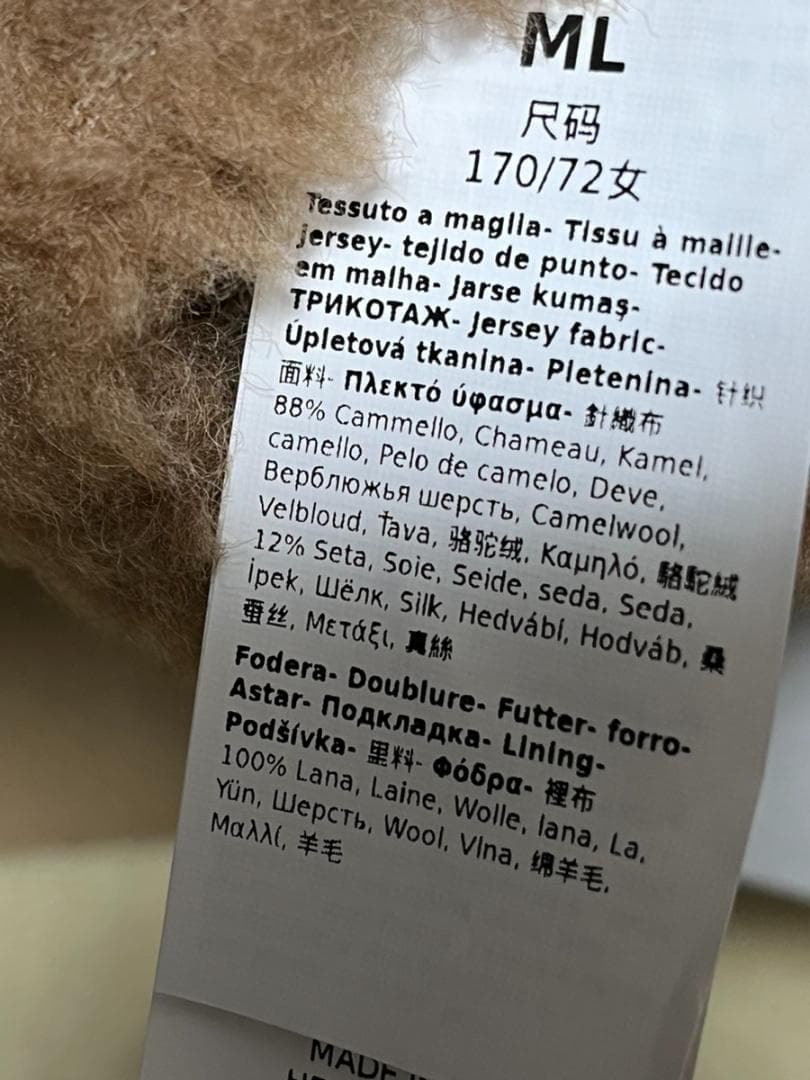 ML
尺码
170/72女
Tessuto a maglia- Tissu à maille-
jersey- tejido de punto- Tecido
em malha- Jarse kumaş-
ТРИКОТАЖ- Jersey fabric-
Úpletová tkanina- Pletenina- 针织
面料- Πλεκτό ύφασμα- 針織布
88% Cammello, Chameau, Kamel,
camello, Pelo de camelo, Deve,
Верблюжья шерсть, Camelwool,
Velbloud, Ťava, 骆驼绒, Καμηλό, 駱駝絨
12% Seta, Soie, Seide, seda, Seda,
İpek, Шёлк, Silk, Hedvábí, Hodváb, 桑
蚕丝, Μετάξι, 真絲
Fodera- Doublure- Futter- forro-
Astar- Подкладка- Lining-
Podšívka- 里料- Φόδρα- 裡布
100% Lana, Laine, Wolle, lana, La,
Yün, Шерсть, Wool, Vlna, 绵羊毛,
Μαλλί, 羊毛
MADE